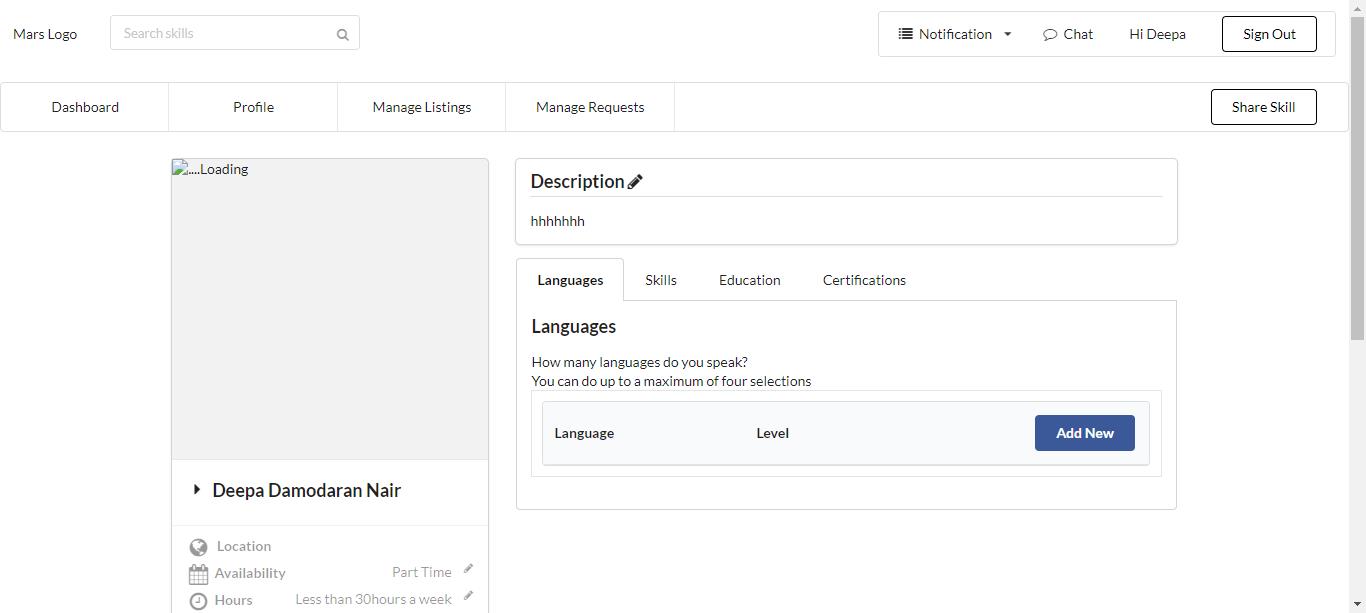 Mars Logo
Search skills
Notification
Chat
Hi Deepa
Sign Out
Dashboard
Profile
Manage Listings
Manage Requests
Share Skill
....Loading
Deepa Damodaran Nair
Location
Availability
Part Time
Hours
Less than 30hours a week
Description
hhhhhhh
Languages
Skills
Education
Certifications
Languages
How many languages do you speak?
You can do up to a maximum of four selections
Language
Level
Add New